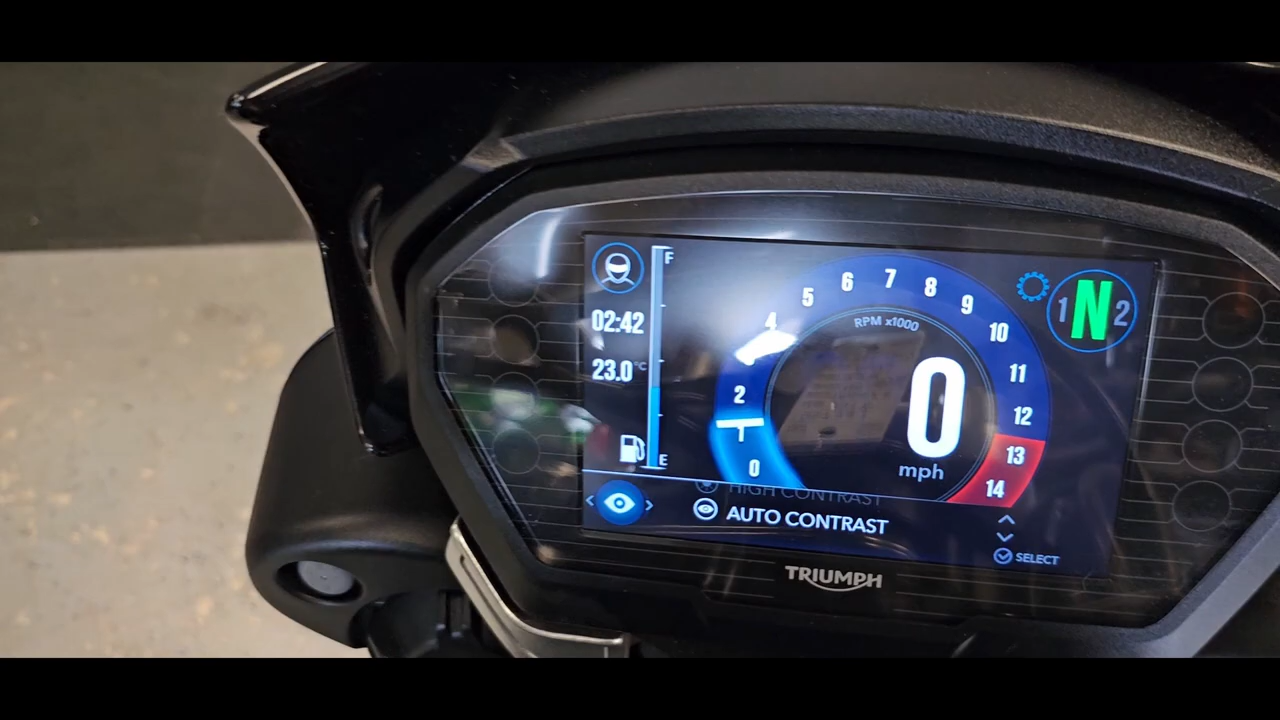 F
02:42
23.0°C
E
0
1
2
4
5
6
7
8
9
10
11
12
13
14
RPM x1000
0
mph
1 N 2
HIGH CONTRAST
AUTO CONTRAST
SELECT
TRIUMPH